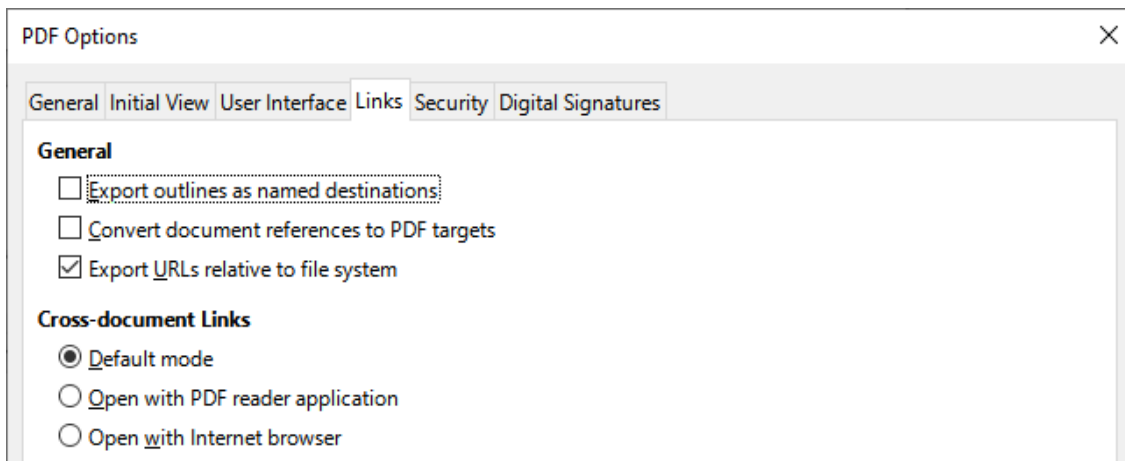 PDF Options
General Initial View User Interface Links Security Digital Signatures
General
Export outlines as named destinations
Convert document references to PDF targets
Export URLs relative to file system
Cross-document Links
Default mode
Open with PDF reader application
Open with Internet browser